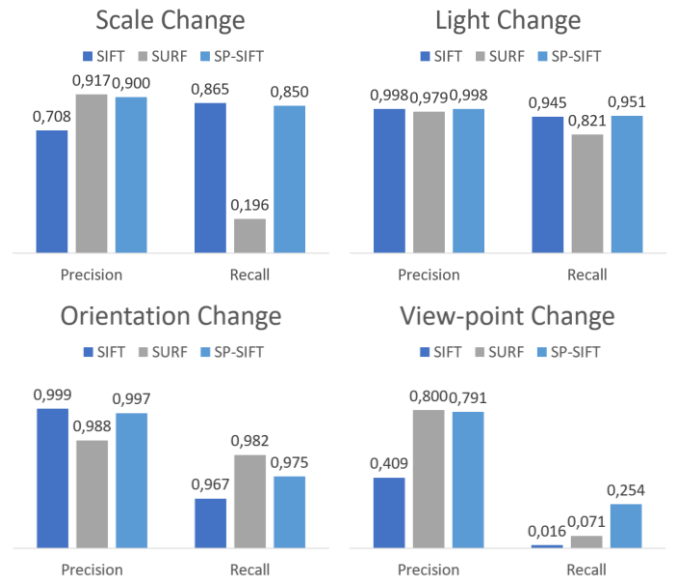 Scale Change
SIFT SURF SP-SIFT
0,708 0,917 0,900 0,865 0,196 0,850
Precision Recall
Light Change
SIFT SURF SP-SIFT
0,998 0,979 0,998 0,945 0,821 0,951
Precision Recall
Orientation Change
SIFT SURF SP-SIFT
0,999 0,988 0,997 0,967 0,982 0,975
Precision Recall
View-point Change
SIFT SURF SP-SIFT
0,409 0,800 0,791 0,016 0,071 0,254
Precision Recall